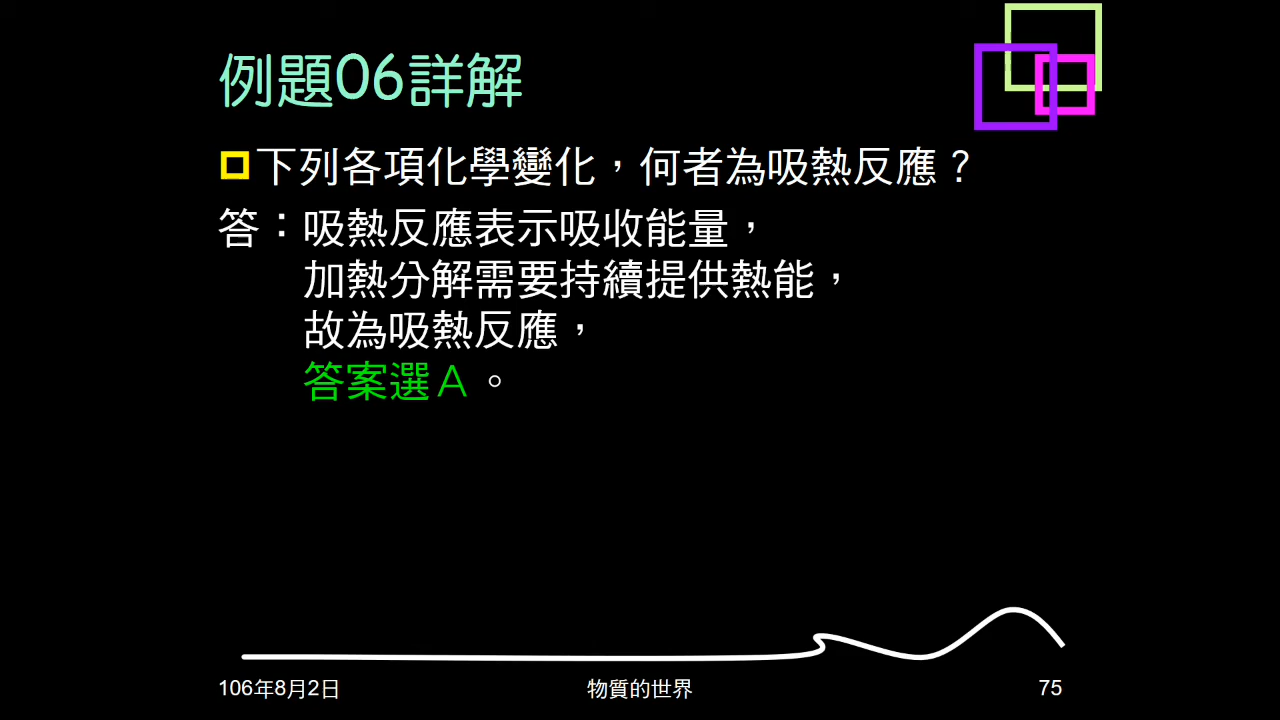 例題06詳解
下列各項化學變化，何者為吸熱反應？
答：吸熱反應表示吸收能量，
加熱分解需要持續提供熱能，
故為吸熱反應，
答案選Ａ。
106年8月2日
物質的世界
75